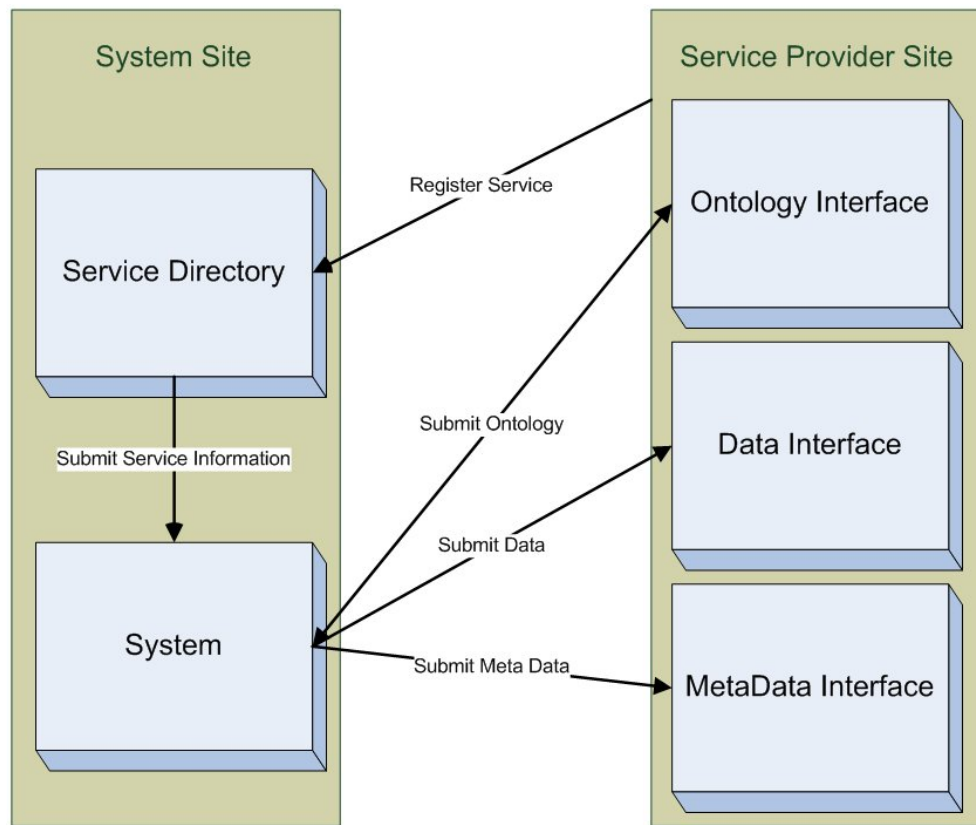 System Site
Service Provider Site
Ontology Interface
Register Service
Service Directory
Submit Ontology
Data Interface
Submit Service Information
Submit Data
System
Submit Meta Data
MetaData Interface